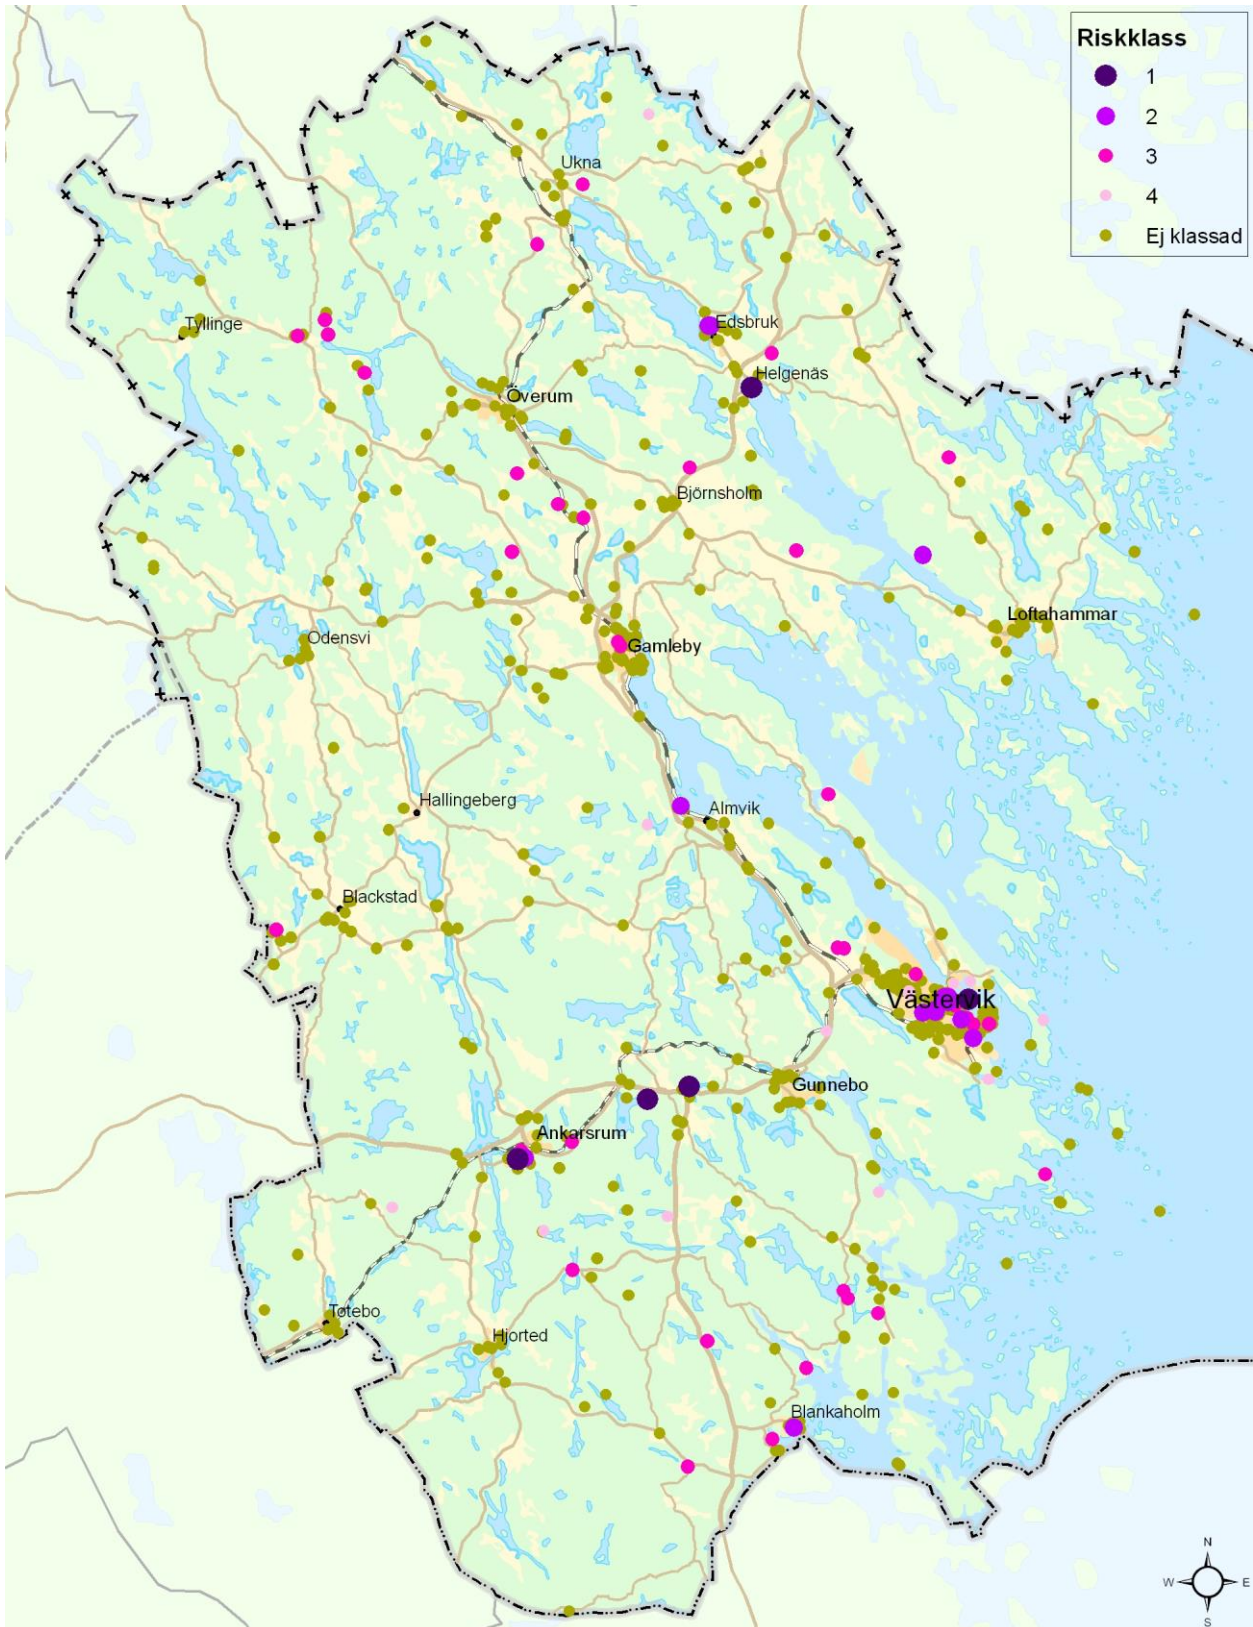 Riskklass
1
2
3
4
Ej klassad
Ukna
Tyllinge
Edsbruk
Helgenäs
Överum
Björnsholm
Loftahammar
Odensvi
Gamleby
Hallingeberg
Almvik
Blackstad
Västervik
Gunnebo
Ankarsrum
Totebo
Hjorted
Blankaholm
N
W E
S